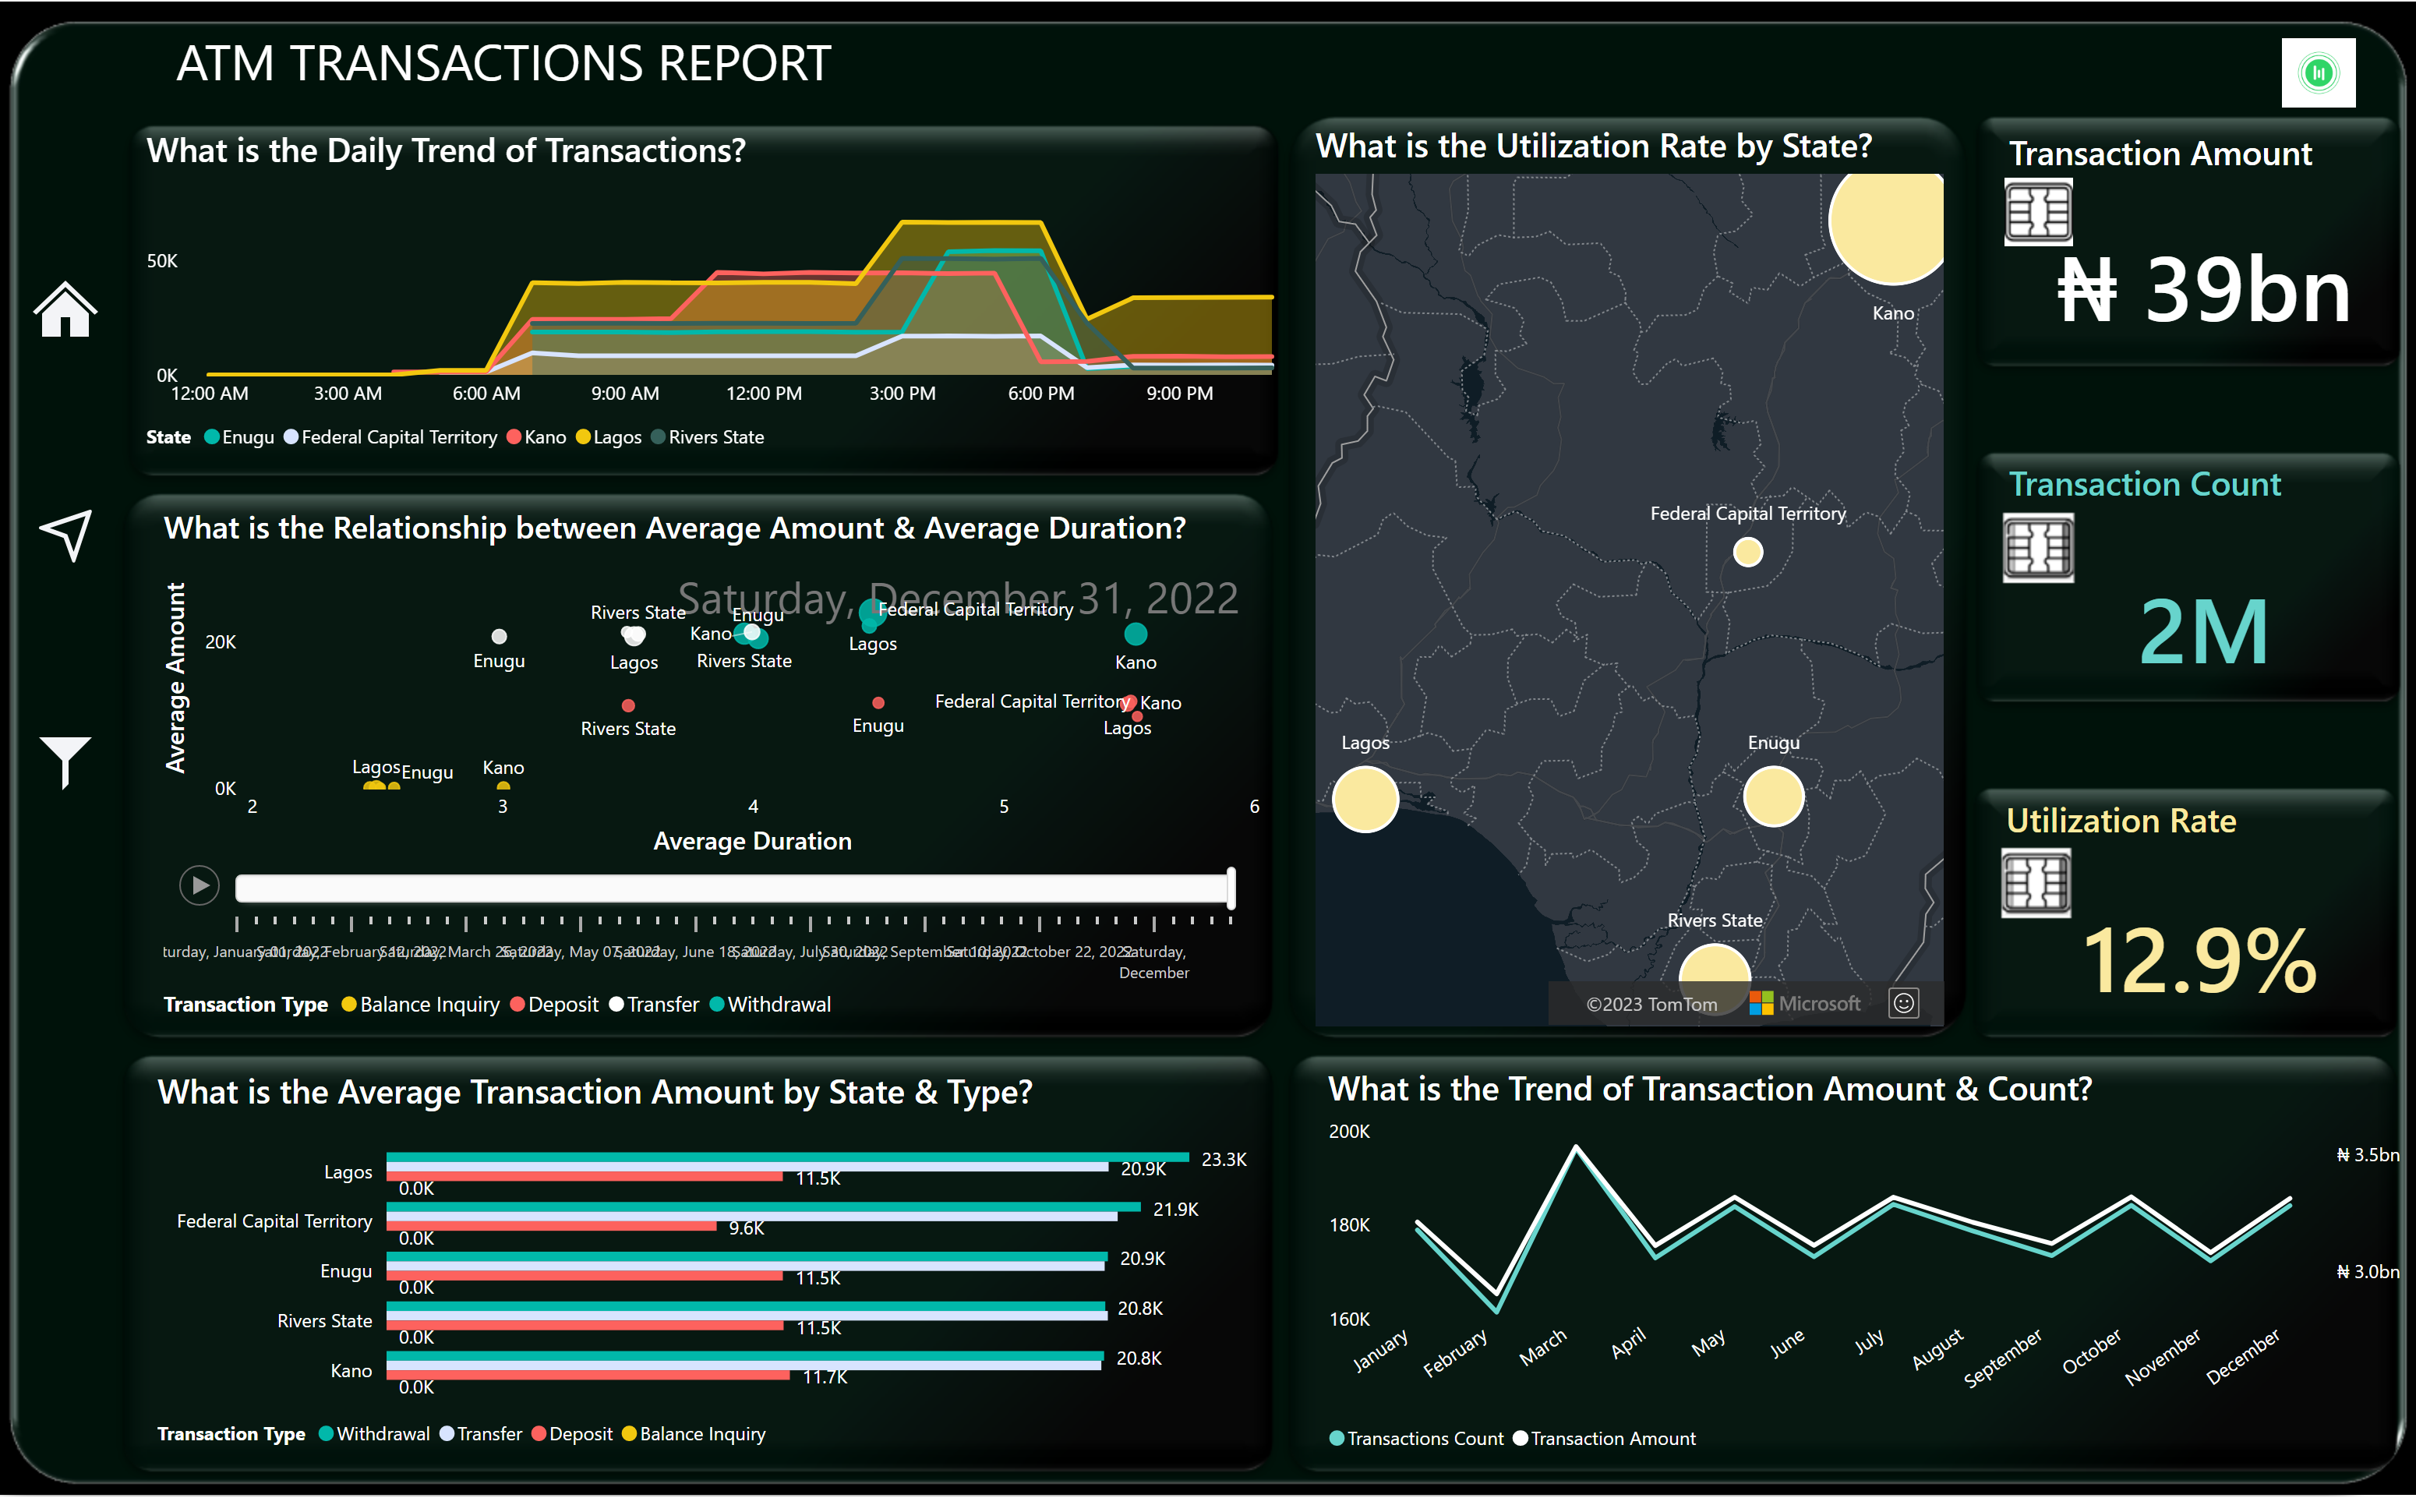 ATM TRANSACTIONS REPORT
What is the Daily Trend of Transactions?
50K
0K
12:00 AM 3:00 AM 6:00 AM 9:00 AM 12:00 PM 3:00 PM 6:00 PM 9:00 PM
State Enugu Federal Capital Territory Kano Lagos Rivers State
What is the Relationship between Average Amount & Average Duration?
Saturday, December 31, 2022
Average Amount
20K
0K
Rivers State
Enugu
Federal Capital Territory
Kano
Lagos
Enugu
Lagos
Rivers State
Kano
Federal Capital Territory
Kano
Rivers State
Enugu
Lagos
Lagos
Enugu
Kano
2 3 4 5 6
Average Duration
Saturday,
December
Transaction Type Balance Inquiry Deposit Transfer Withdrawal
What is the Average Transaction Amount by State & Type?
Lagos 23.3K 20.9K 11.5K 0.0K
Federal Capital Territory 21.9K 9.6K 0.0K
Enugu 20.9K 11.5K 0.0K
Rivers State 20.8K 11.5K 0.0K
Kano 20.8K 11.7K 0.0K
Transaction Type Withdrawal Transfer Deposit Balance Inquiry
What is the Utilization Rate by State?
Kano
Federal Capital Territory
Lagos
Enugu
Rivers State
©2023 TomTom Microsoft
Transaction Amount
₦ 39bn
Transaction Count
2M
Utilization Rate
12.9%
What is the Trend of Transaction Amount & Count?
200K
180K
160K
₦ 3.5bn
₦ 3.0bn
January February March April May June July August September October November December
Transactions Count Transaction Amount